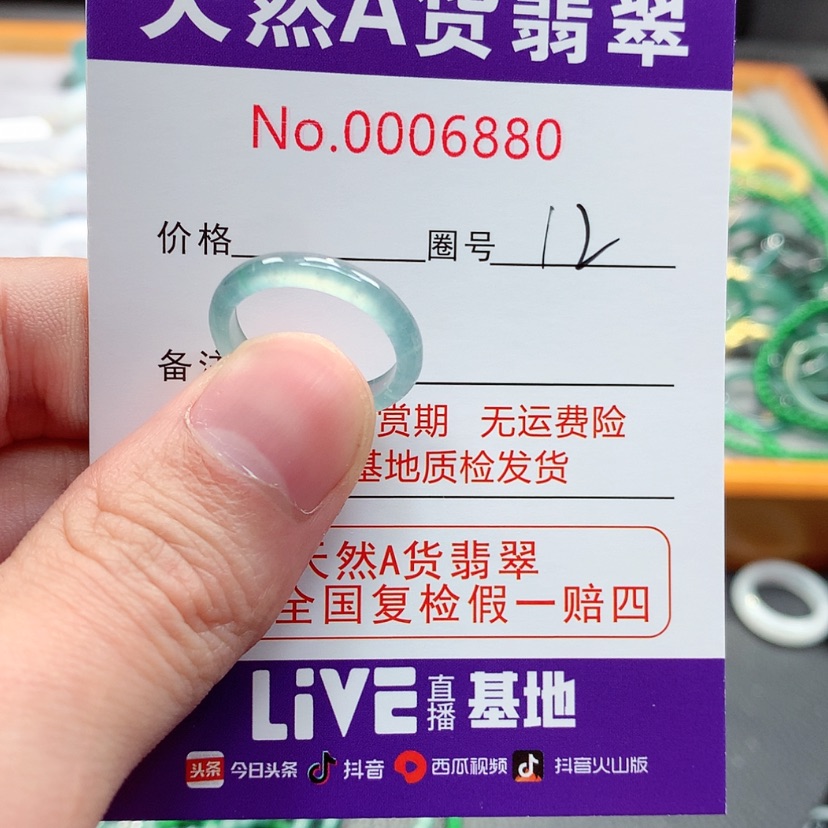 天然A货翡翠
No.0006880
价格 圈号 12
备注
赏期 无运费险
基地质检发货
天然A货翡翠
全国复检假一赔四
LiVE 直播 基地
头条 今日头条 抖音 西瓜视频 抖音火山版